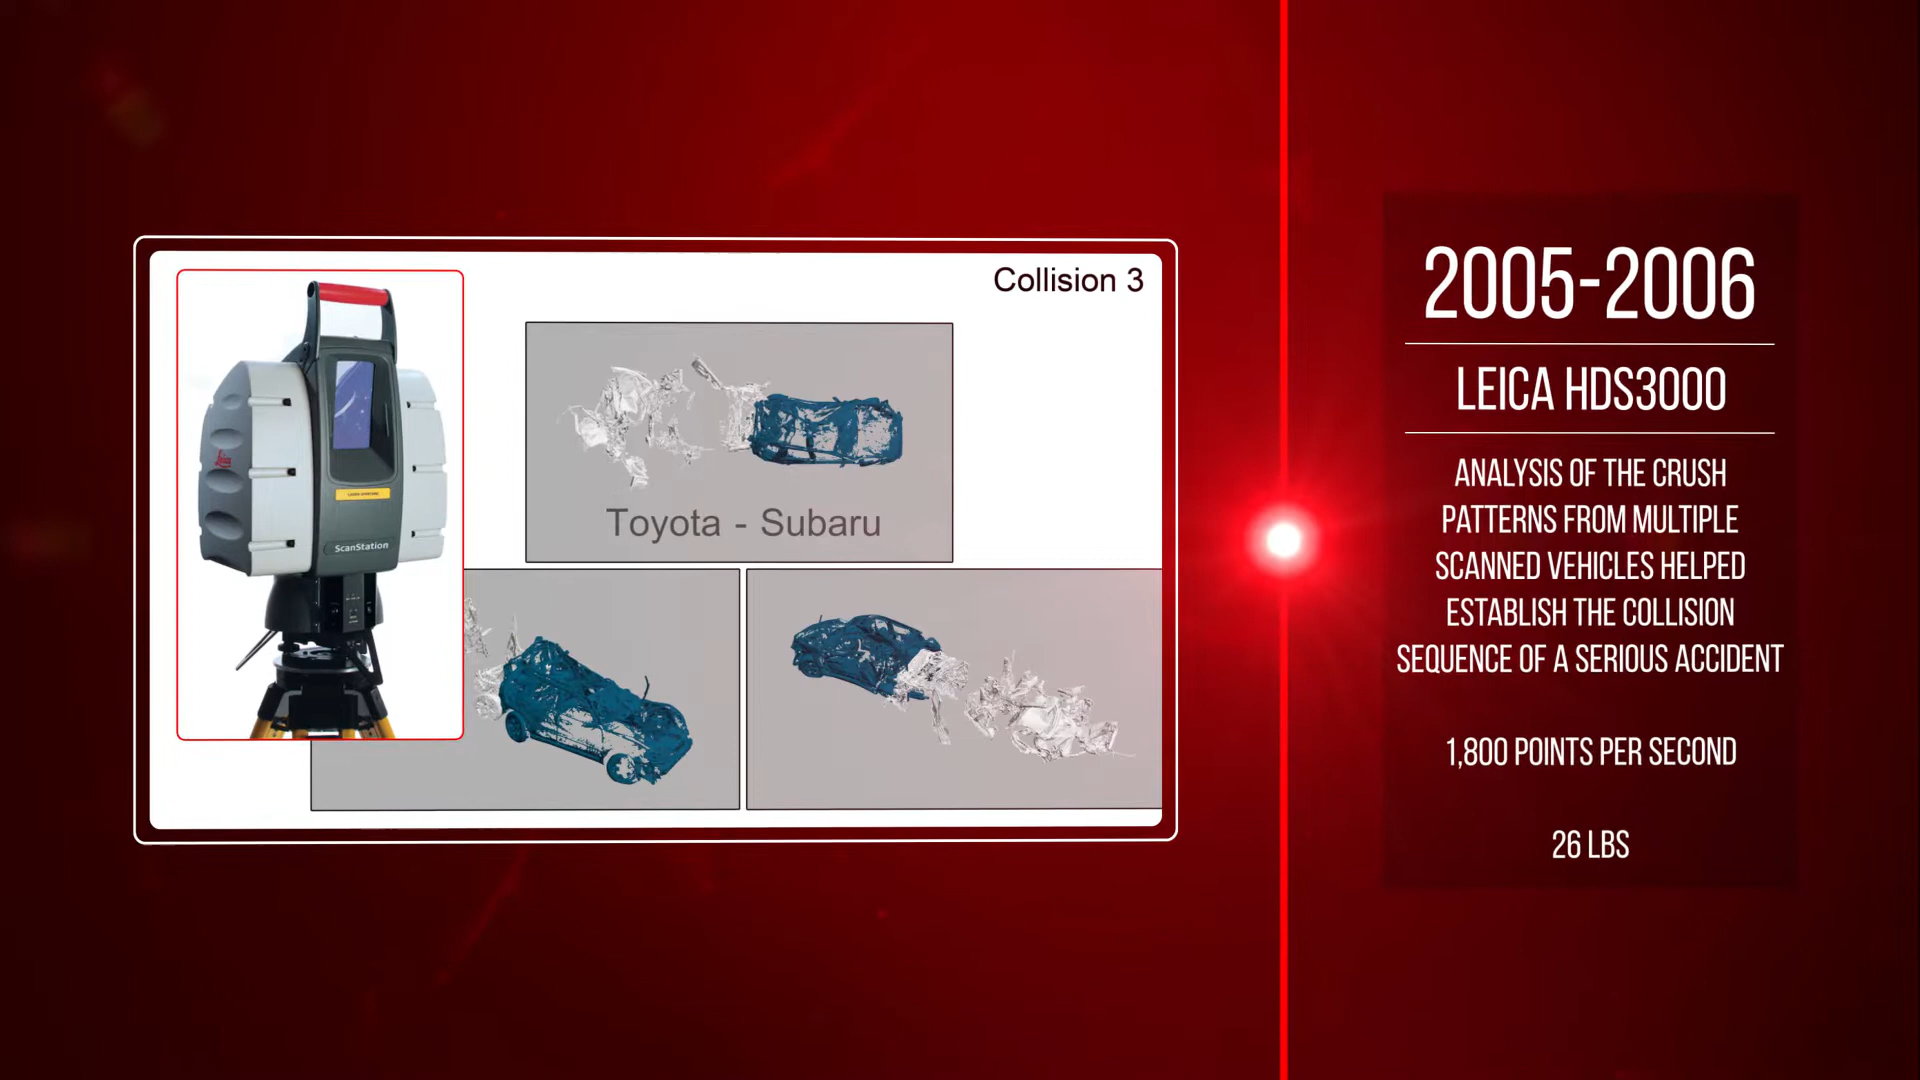 Collision 3
Toyota - Subaru
Leica
ScanStation
2005-2006
LEICA HDS3000
ANALYSIS OF THE CRUSH
PATTERNS FROM MULTIPLE
SCANNED VEHICLES HELPED
ESTABLISH THE COLLISION
SEQUENCE OF A SERIOUS ACCIDENT
1,800 POINTS PER SECOND
26 LBS